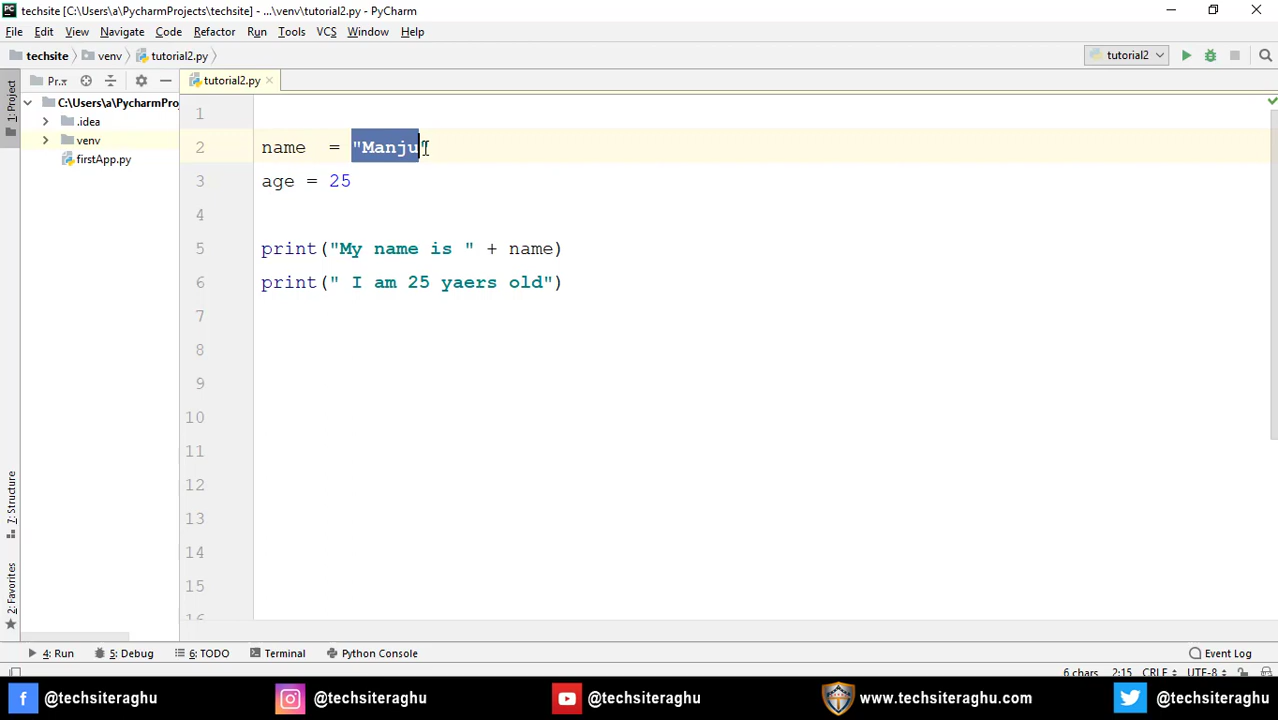 techsite [C:\Users\a\PycharmProjects\techsite] - ...\venv\tutorial2.py - PyCharm
File Edit View Navigate Code Refactor Run Tools VCS Window Help
techsite venv tutorial2.py tutorial2
1: Project Pr.. tutorial2.py
C:\Users\a\PycharmProj
.idea
venv
firstApp.py
1
2 name  = "Manju"
3 age = 25
4
5 print("My name is " + name)
6 print(" I am 25 yaers old")
7
8
9
10
11
12
13
14
15
16
7: Structure
2: Favorites
4: Run 5: Debug 6: TODO Terminal Python Console Event Log
6 chars 2:15 CRLF UTF-8
@techsiteraghu @techsiteraghu @techsiteraghu www.techsiteraghu.com @techsiteraghu